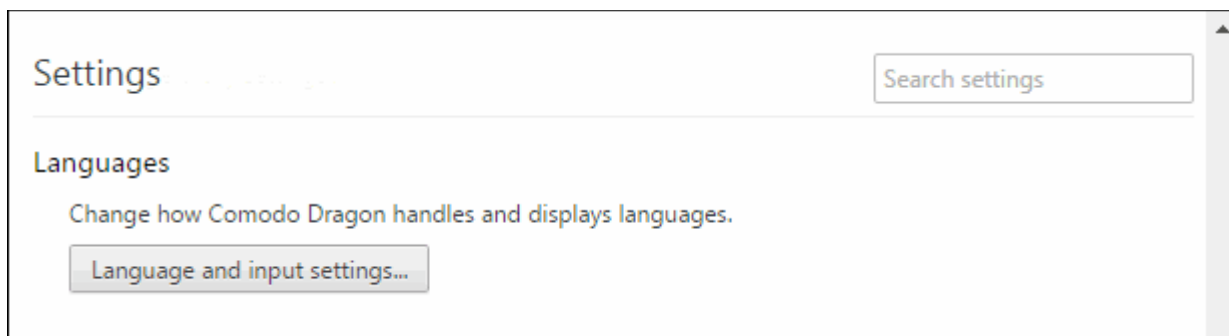 Settings
Search settings
Languages
Change how Comodo Dragon handles and displays languages.
Language and input settings...